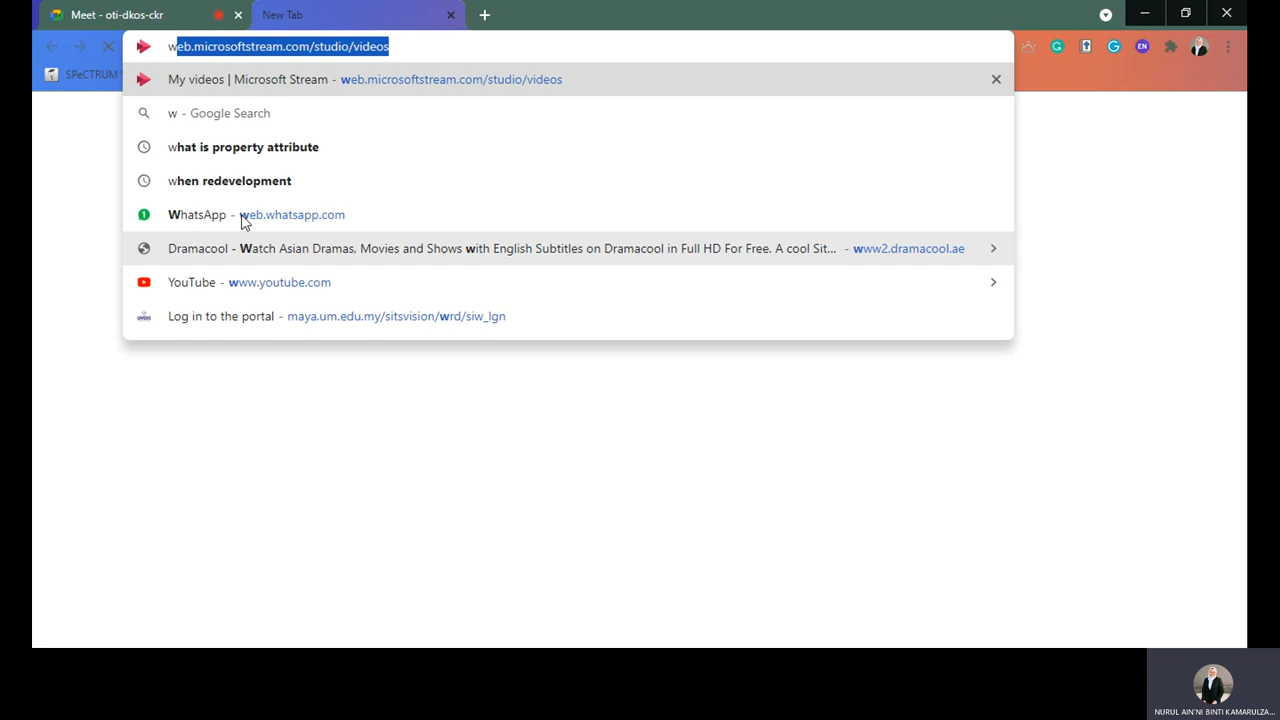 Meet - oti-dkos-ckr
New Tab
web.microsoftstream.com/studio/videos
SPeCTRUM
My videos | Microsoft Stream - web.microsoftstream.com/studio/videos
w - Google Search
what is property attribute
when redevelopment
WhatsApp - web.whatsapp.com
Dramacool - Watch Asian Dramas, Movies and Shows with English Subtitles on Dramacool in Full HD For Free. A cool Sit... - www2.dramacool.ae
YouTube - www.youtube.com
Log in to the portal - maya.um.edu.my/sitsvision/wrd/siw_lgn
NURUL AIN'NI BINTI KAMARULZA...